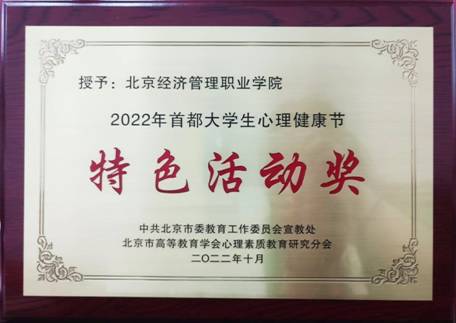 授予：北京经济管理职业学院
2022年首都大学生心理健康节
特色活动奖
中共北京市委教育工作委员会宣教处
北京市高等教育学会心理素质教育研究分会
二〇二二年十月